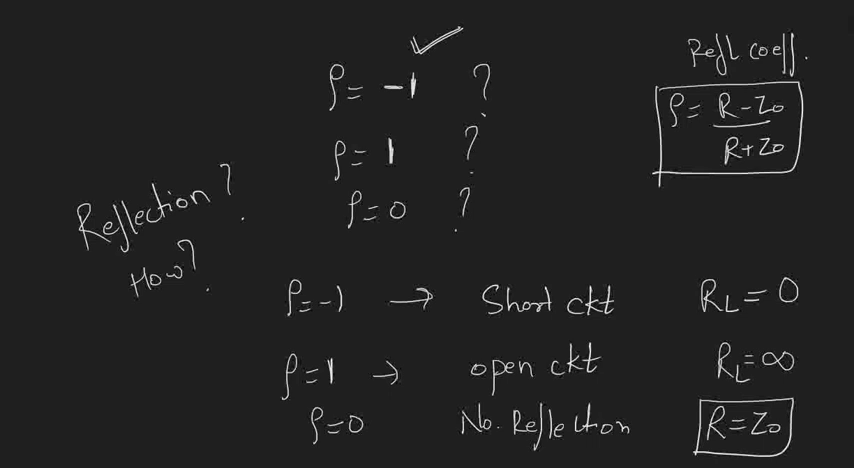 Refl coeff.
ρ = -1 ?
ρ = R-Z0 / R+Z0
ρ = 1 ?
ρ = 0 ?
Reflection?
How?
ρ = -1 → Short ckt RL = 0
ρ = 1 → open ckt RL = ∞
ρ = 0 No. Reflection R = Z0